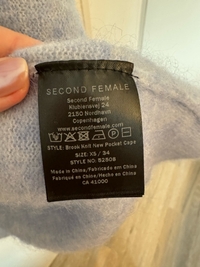 SECOND FEMALE
Second Female
Klubiensvej 24
2150 Nordhavn
Copenhagen
www.secondfemale.com
STYLE: Brook Knit New Pocket Cape
SIZE: XS / 34
STYLE NO. 52808
Made in China/Fabricado em China
Fabriqué en Chine/Hecho en China
CA 41000